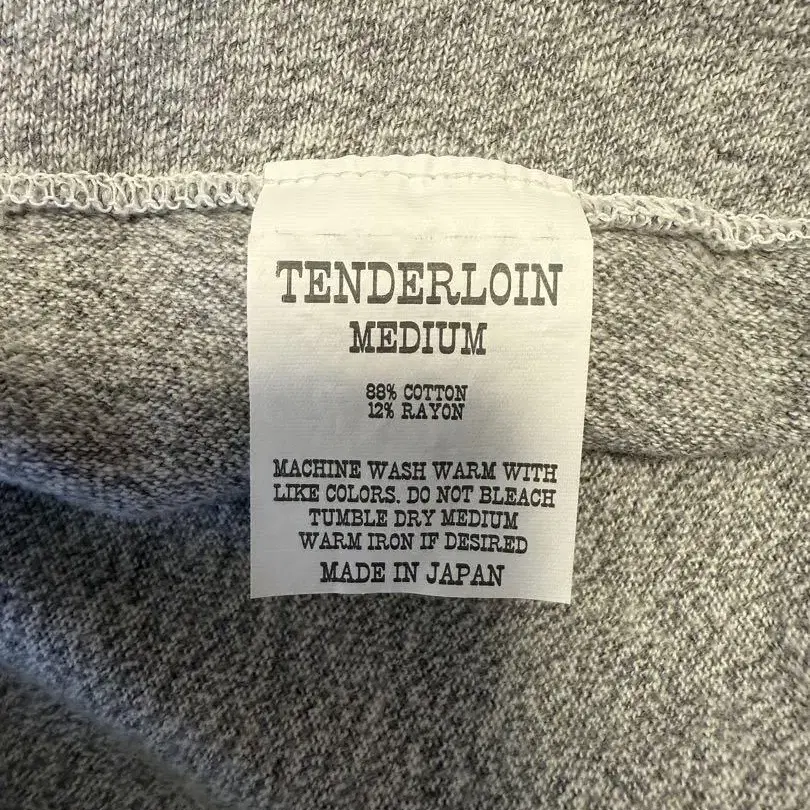 TENDERLOIN
MEDIUM
88% COTTON
12% RAYON
MACHINE WASH WARM WITH
LIKE COLORS. DO NOT BLEACH
TUMBLE DRY MEDIUM
WARM IRON IF DESIRED
MADE IN JAPAN